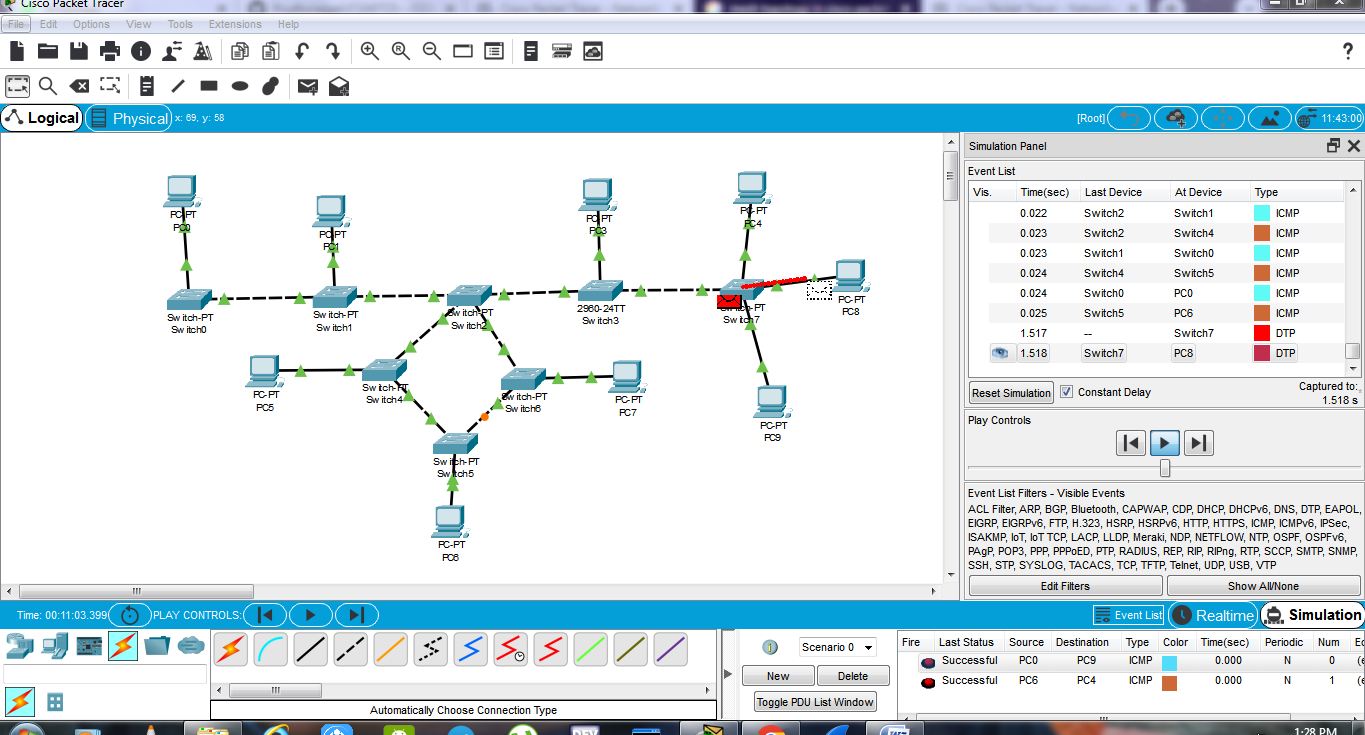 Cisco Packet Tracer
File Edit Options View Tools Extensions Help
?
Logical Physical x: 69, y: 58 [Root] 11:43:00
Simulation Panel
Event List
Vis. Time(sec) Last Device At Device Type
0.022 Switch2 Switch1 ICMP
0.023 Switch2 Switch4 ICMP
0.023 Switch1 Switch0 ICMP
0.024 Switch4 Switch5 ICMP
0.024 Switch0 PC0 ICMP
0.025 Switch5 PC6 ICMP
1.517 -- Switch7 DTP
1.518 Switch7 PC8 DTP
Reset Simulation Constant Delay Captured to:
1.518 s
Play Controls
Event List Filters - Visible Events
ACL Filter, ARP, BGP, Bluetooth, CAPWAP, CDP, DHCP, DHCPv6, DNS, DTP, EAPOL,
EIGRP, EIGRPv6, FTP, H.323, HSRP, HSRPv6, HTTP, HTTPS, ICMP, ICMPv6, IPSec,
ISAKMP, IoT, IoT TCP, LACP, LLDP, Meraki, NDP, NETFLOW, NTP, OSPF, OSPFv6,
PAgP, POP3, PPP, PPPoED, PTP, RADIUS, REP, RIP, RIPng, RTP, SCCP, SMTP, SNMP,
SSH, STP, SYSLOG, TACACS, TCP, TFTP, Telnet, UDP, USB, VTP
Edit Filters Show All/None
PC-PT
PC0
PC-PT
PC1
PC-PT
PC3
PC-PT
PC4
PC-PT
PC8
Switch-PT
Switch0
Switch-PT
Switch1
Switch-PT
Switch2
2960-24TT
Switch3
Switch-PT
Switch7
PC-PT
PC5
Switch-PT
Switch4
Switch-PT
Switch6
PC-PT
PC7
PC-PT
PC9
Switch-PT
Switch5
PC-PT
PC6
Time: 00:11:03.399 PLAY CONTROLS: Event List Realtime Simulation
Scenario 0
New Delete
Toggle PDU List Window
Automatically Choose Connection Type
Fire Last Status Source Destination Type Color Time(sec) Periodic Num
Successful PC0 PC9 ICMP 0.000 N 0
Successful PC6 PC4 ICMP 0.000 N 1
1:28 PM